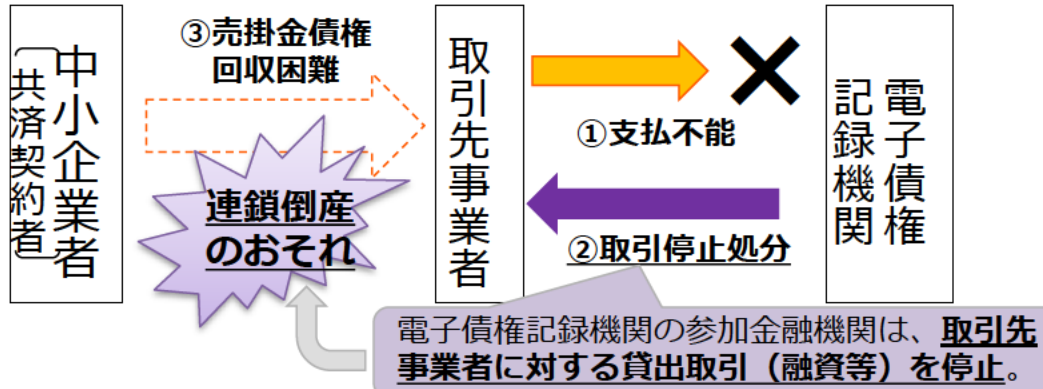 中小企業者
（共済契約者）
③売掛金債権
回収困難
連鎖倒産
のおそれ
取引先事業者
①支払不能
②取引停止処分
電子債権
記録機関
電子債権記録機関の参加金融機関は、取引先
事業者に対する貸出取引（融資等）を停止。